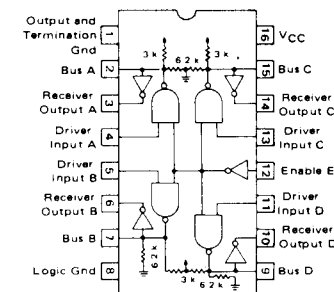 Output and
Termination
Gnd
1
16
VCC
3 k
3 k
6 2 k
Bus A
2
15
Bus C
Receiver
Output A
3
14
Receiver
Output C
Driver
Input A
4
13
Driver
Input C
Driver
Input B
5
12
Enable E
Receiver
Output B
6
11
Driver
Input D
Bus B
7
10
Receiver
Output D
6 2 k
3 k
6 2 k
Logic Gnd
8
9
Bus D